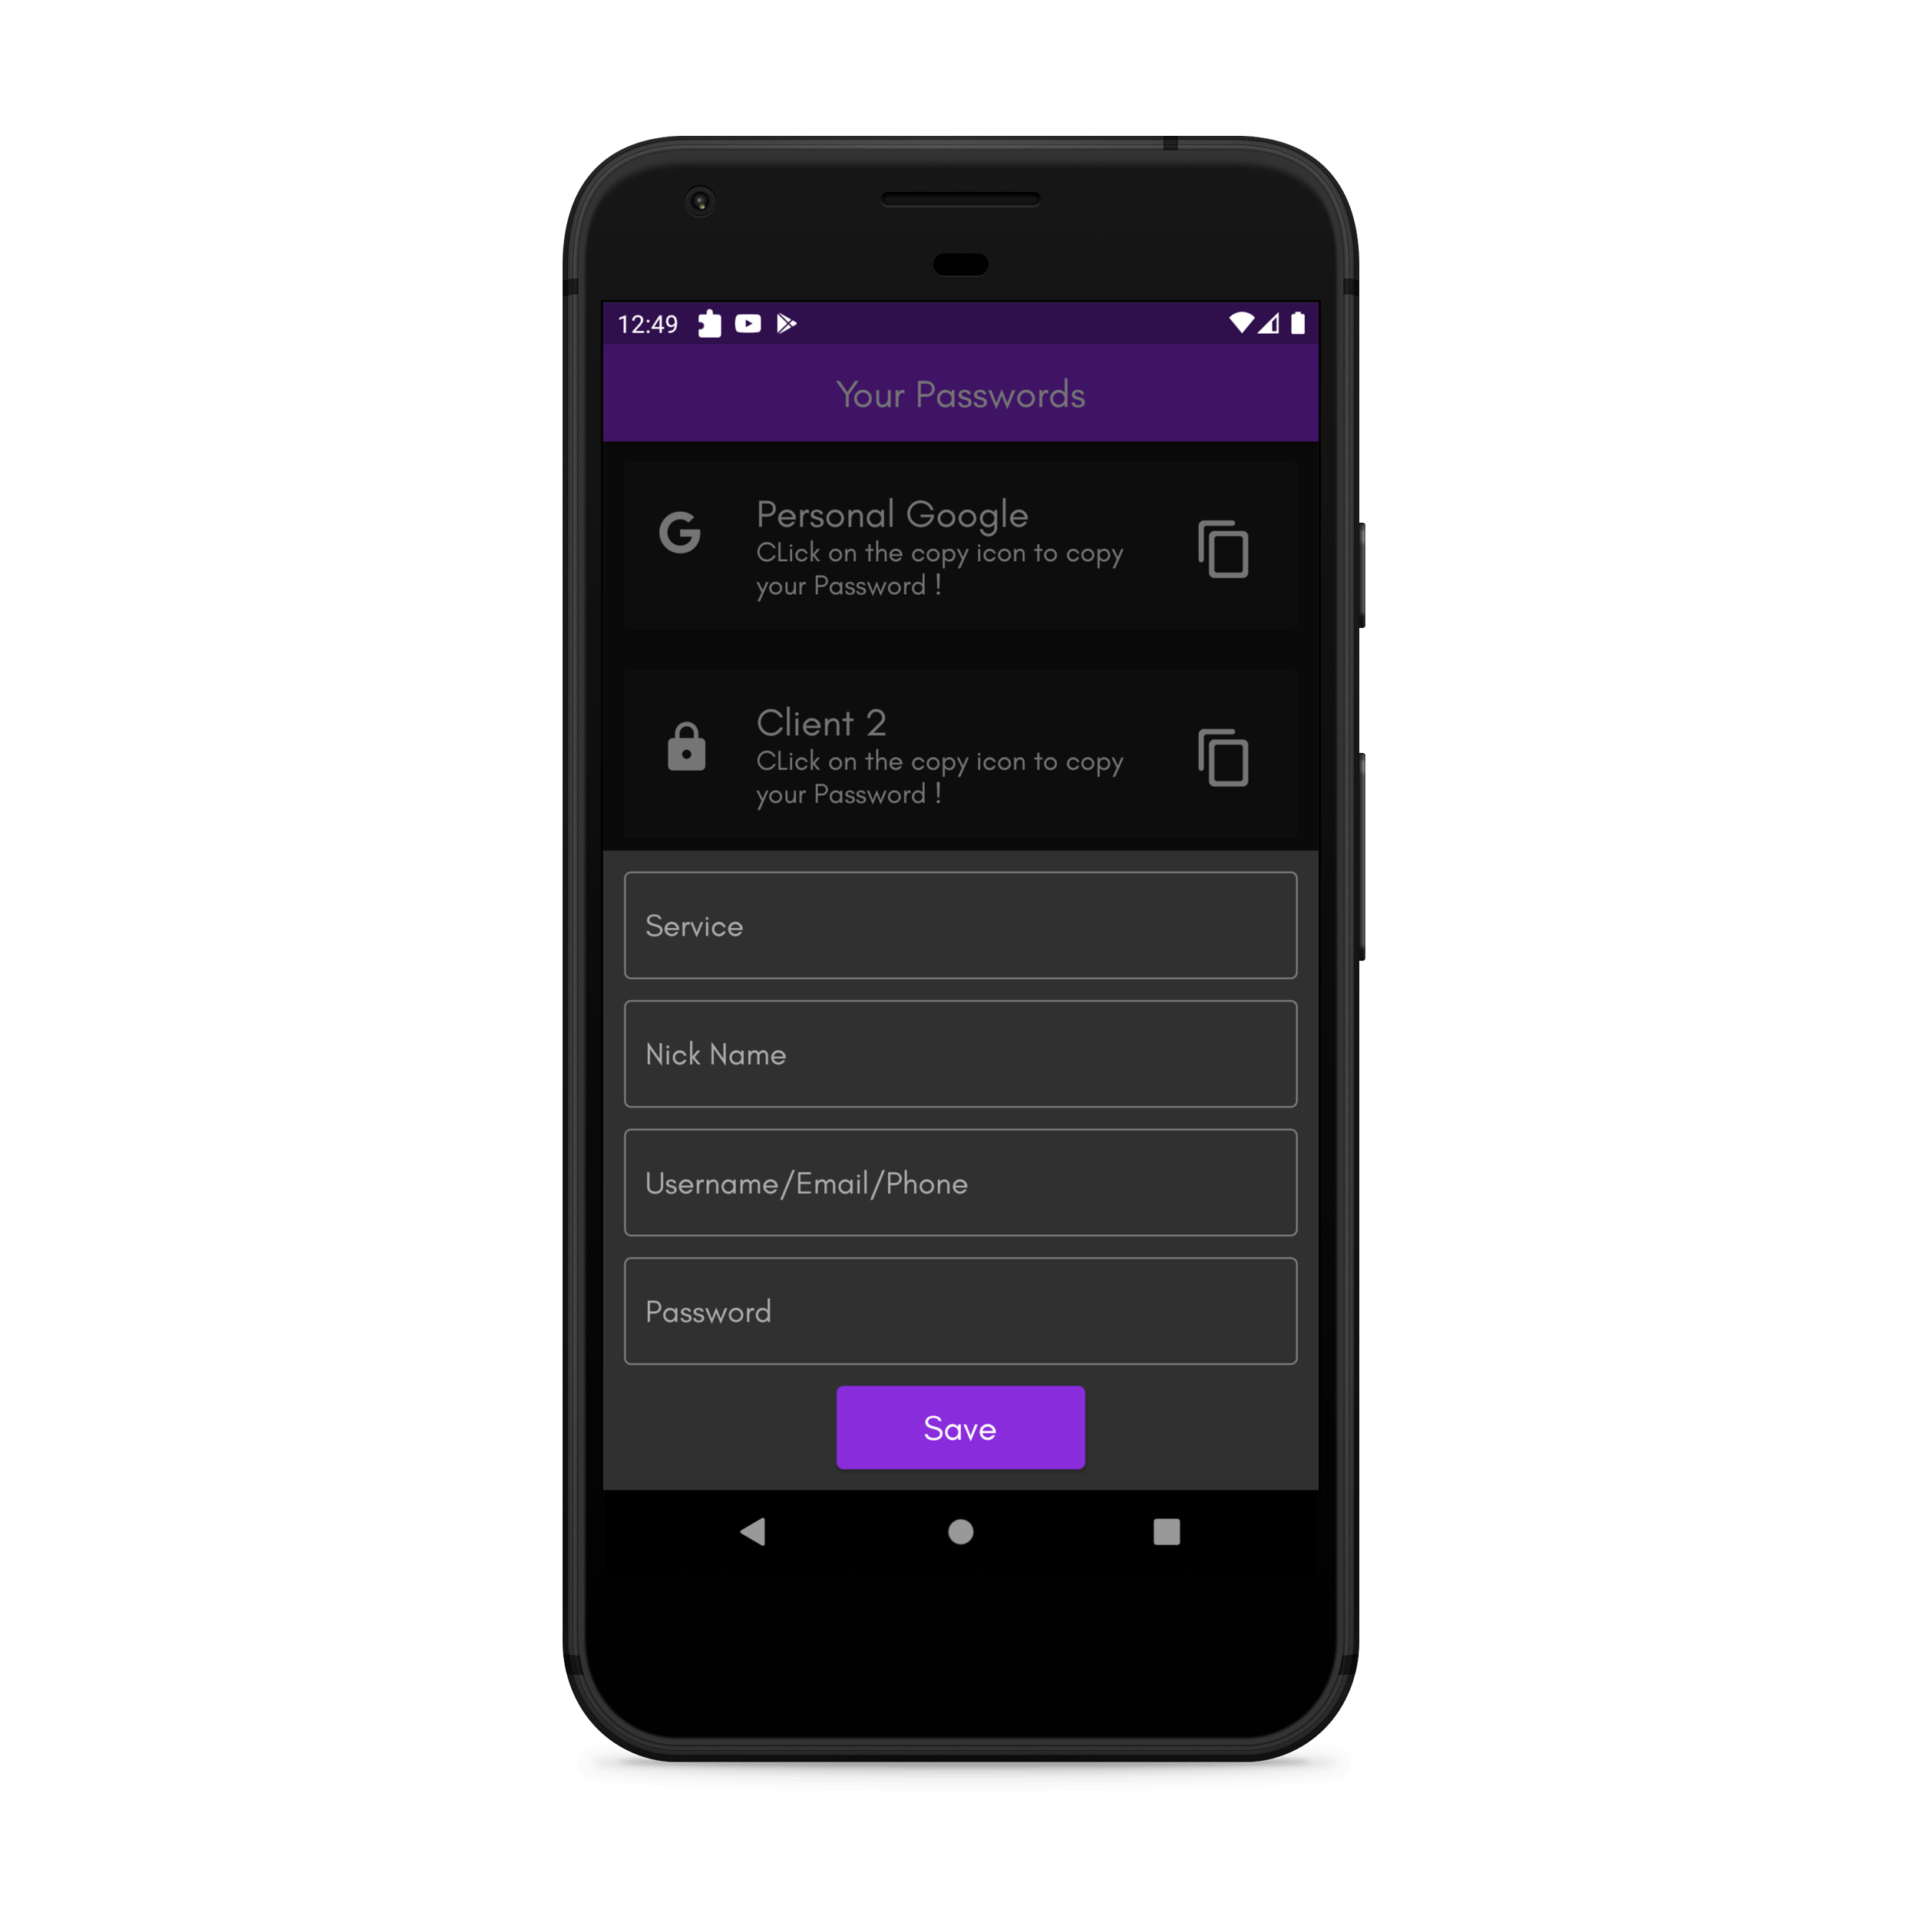 12:49
Your Passwords
Personal Google
CLick on the copy icon to copy
your Password !
Client 2
CLick on the copy icon to copy
your Password !
Service
Nick Name
Username/Email/Phone
Password
Save